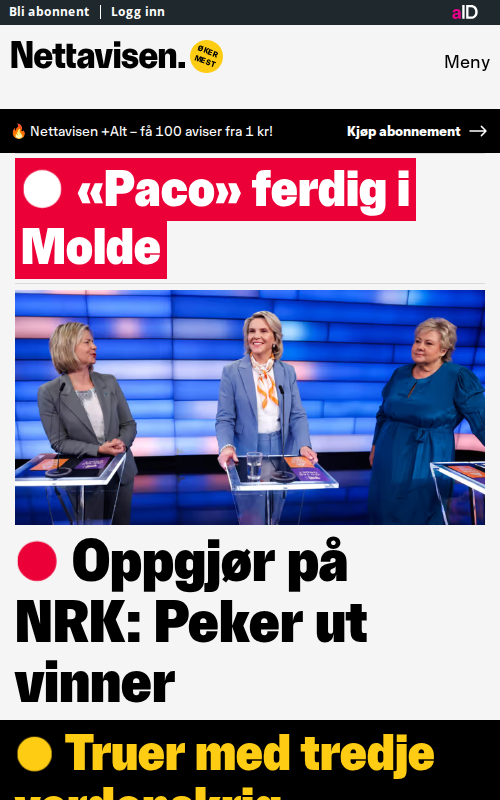 Bli abonnent | Logg inn
aID
Nettavisen.
ØKER
MEST
Meny
Nettavisen +Alt – få 100 aviser fra 1 kr!
Kjøp abonnement
«Paco» ferdig i
Molde
Oppgjør på
NRK: Peker ut
vinner
Truer med tredje